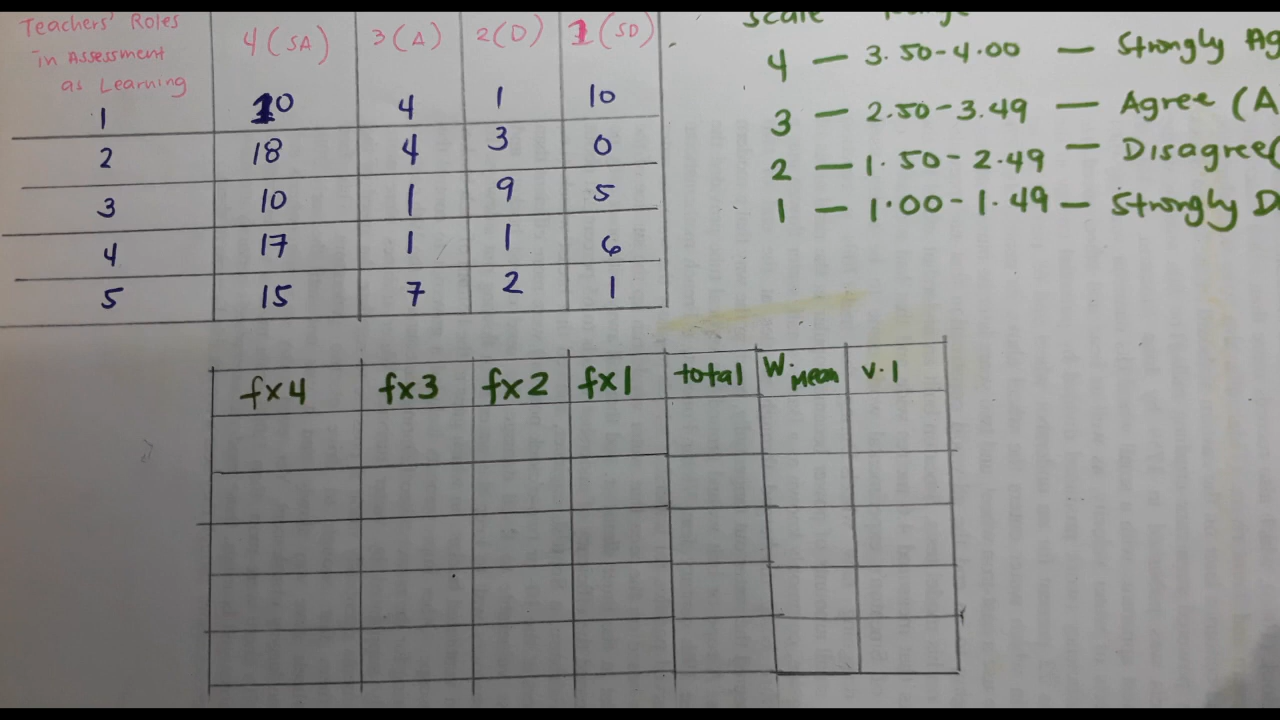 Teachers' Roles
in Assessment
as Learning
4 (SA) 3 (A) 2 (D) 1 (SD)
1 10 4 1 10
2 18 4 3 0
3 10 1 9 5
4 17 1 1 6
5 15 7 2 1
Scale
4 — 3.50-4.00 — Strongly
3 — 2.50-3.49 — Agree (A
2 — 1.50-2.49 — Disagree(
1 — 1.00-1.49 — Strongly
fx4 fx3 fx2 fx1 total W. Mean v.1